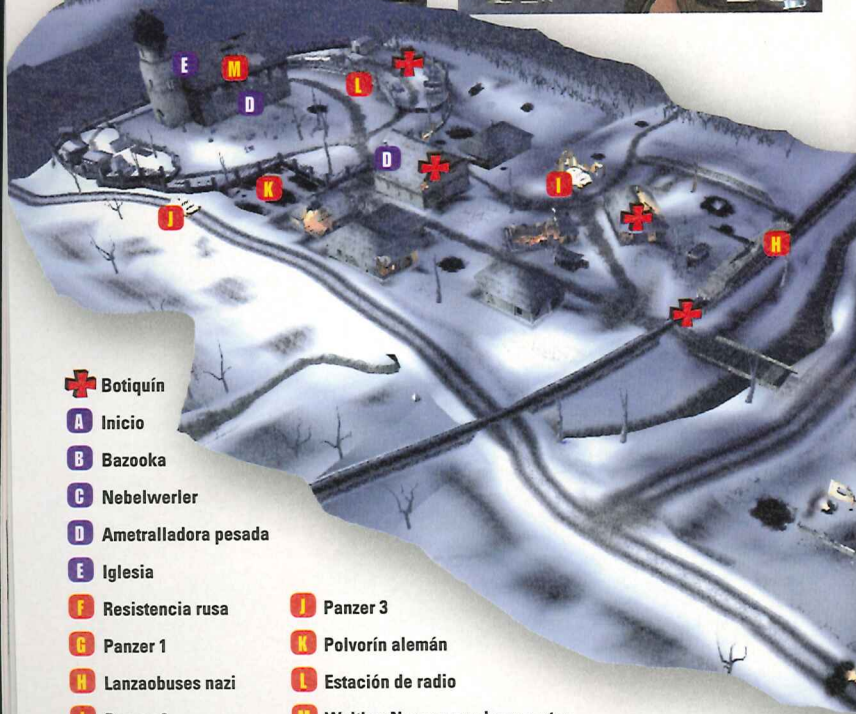 E
M
L
D
D
I
K
J
H
Botiquín
A Inicio
B Bazooka
C Nebelwerler
D Ametralladora pesada
E Iglesia
F Resistencia rusa
G Panzer 1
H Lanzaobuses nazi
J Panzer 3
K Polvorín alemán
L Estación de radio